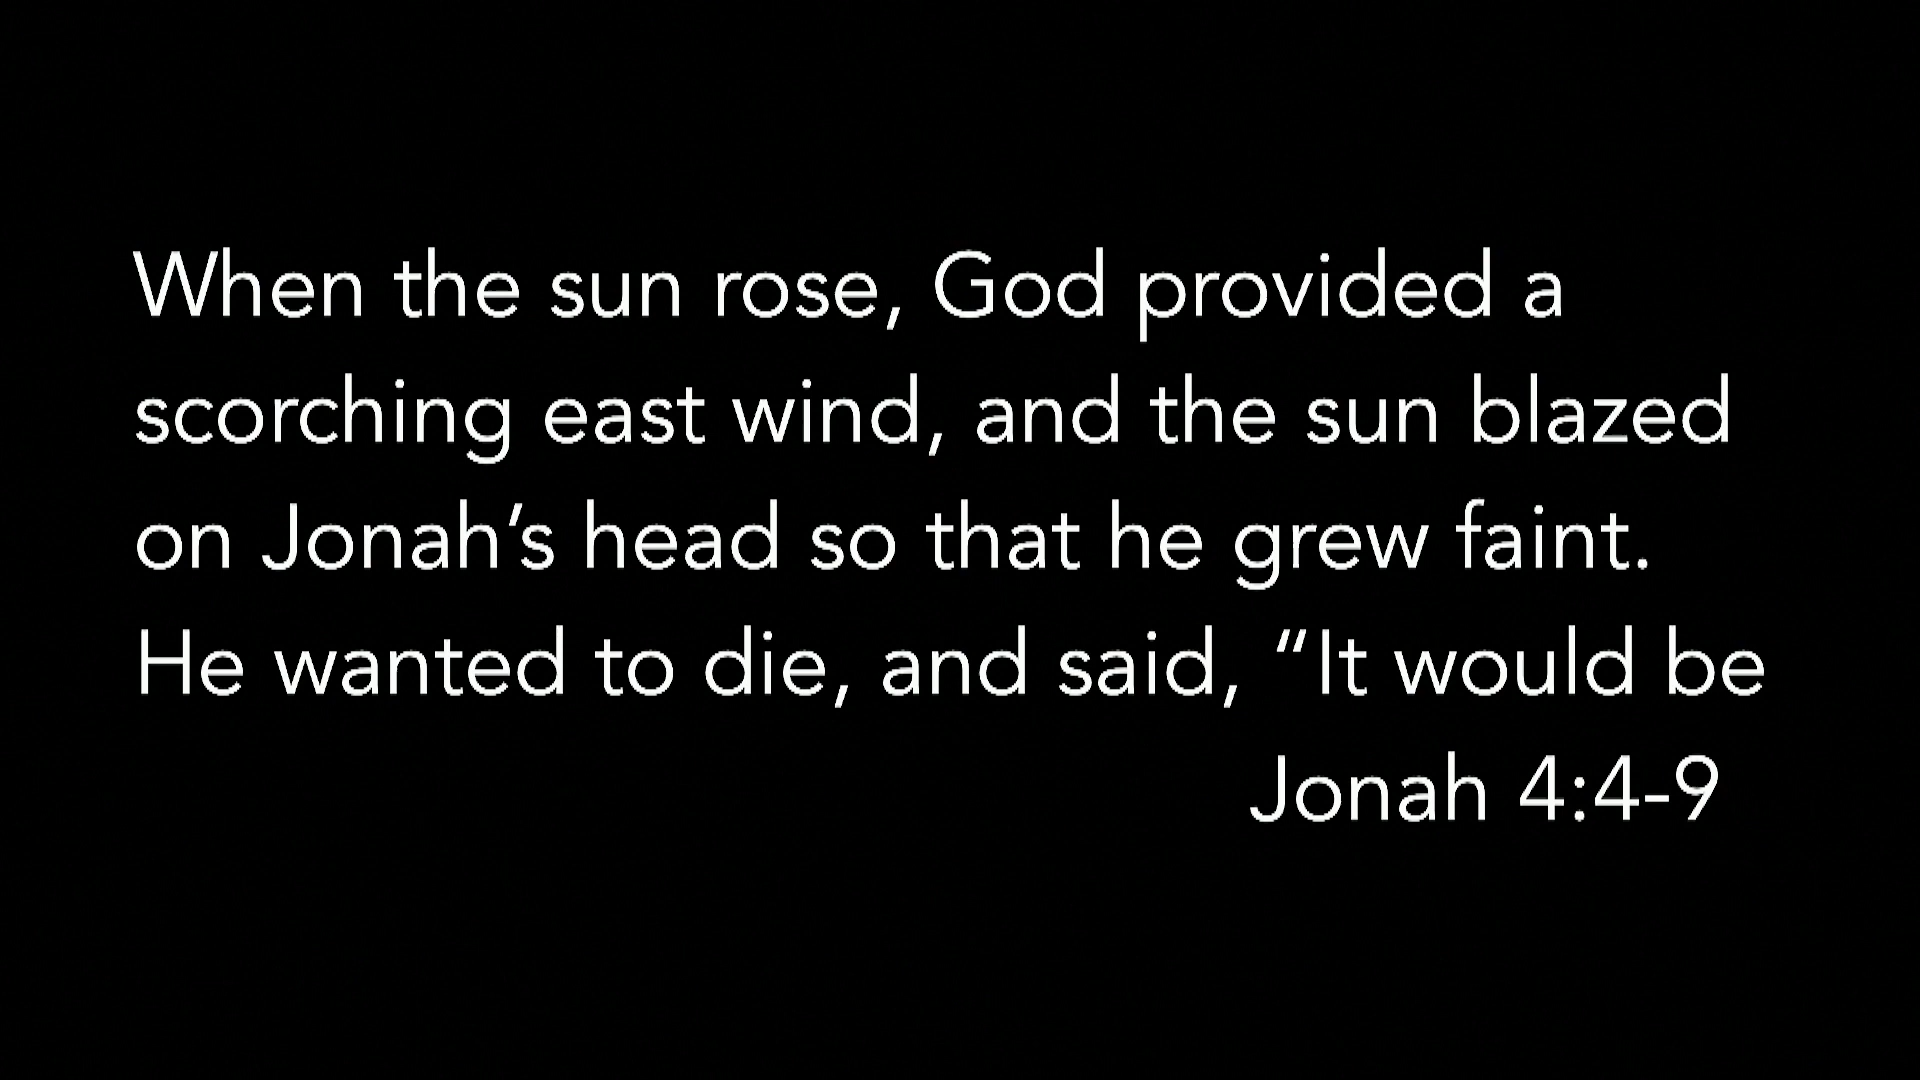 When the sun rose, God provided a
scorching east wind, and the sun blazed
on Jonah’s head so that he grew faint.
He wanted to die, and said, “It would be
Jonah 4:4-9